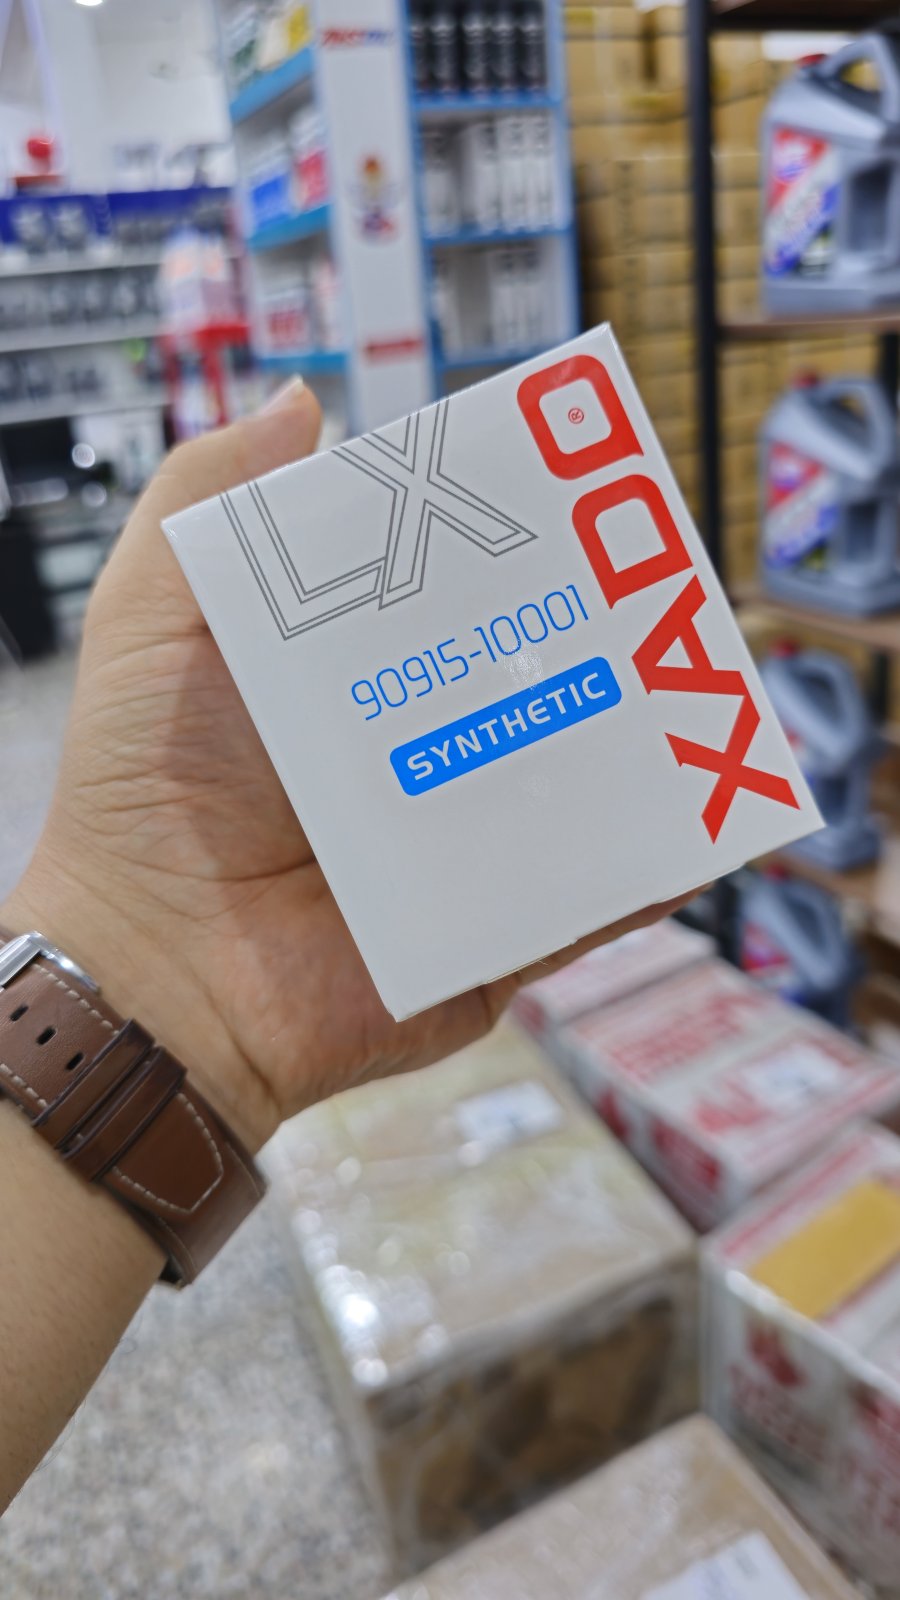 LX
90915-10001
SYNTHETIC
XADO
®